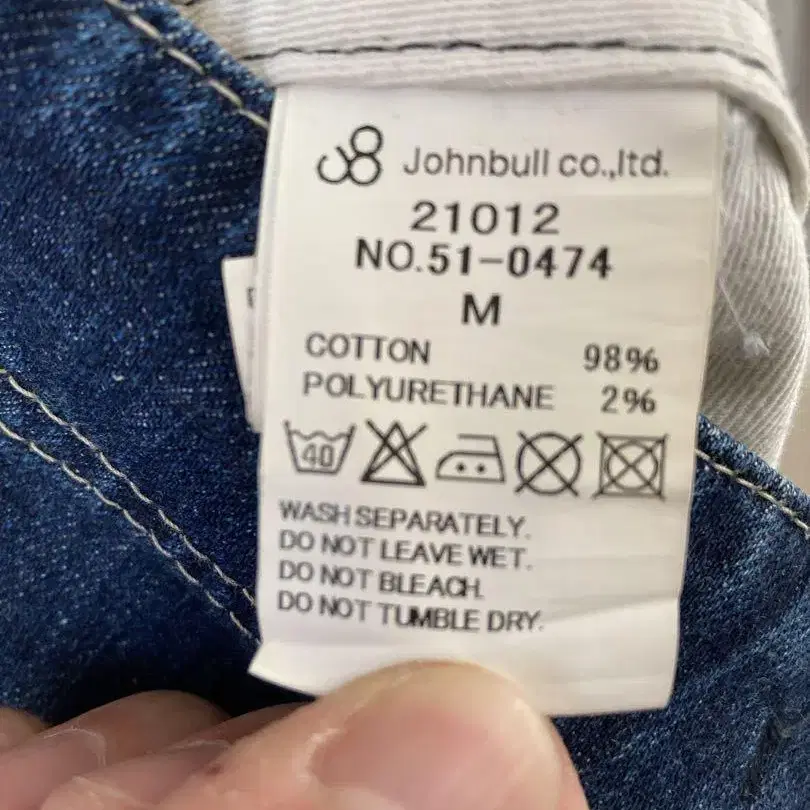 Johnbull co.,ltd.
21012
NO.51-0474
M
COTTON 98%
POLYURETHANE 2%
40
WASH SEPARATELY.
DO NOT LEAVE WET.
DO NOT BLEACH.
DO NOT TUMBLE DRY.